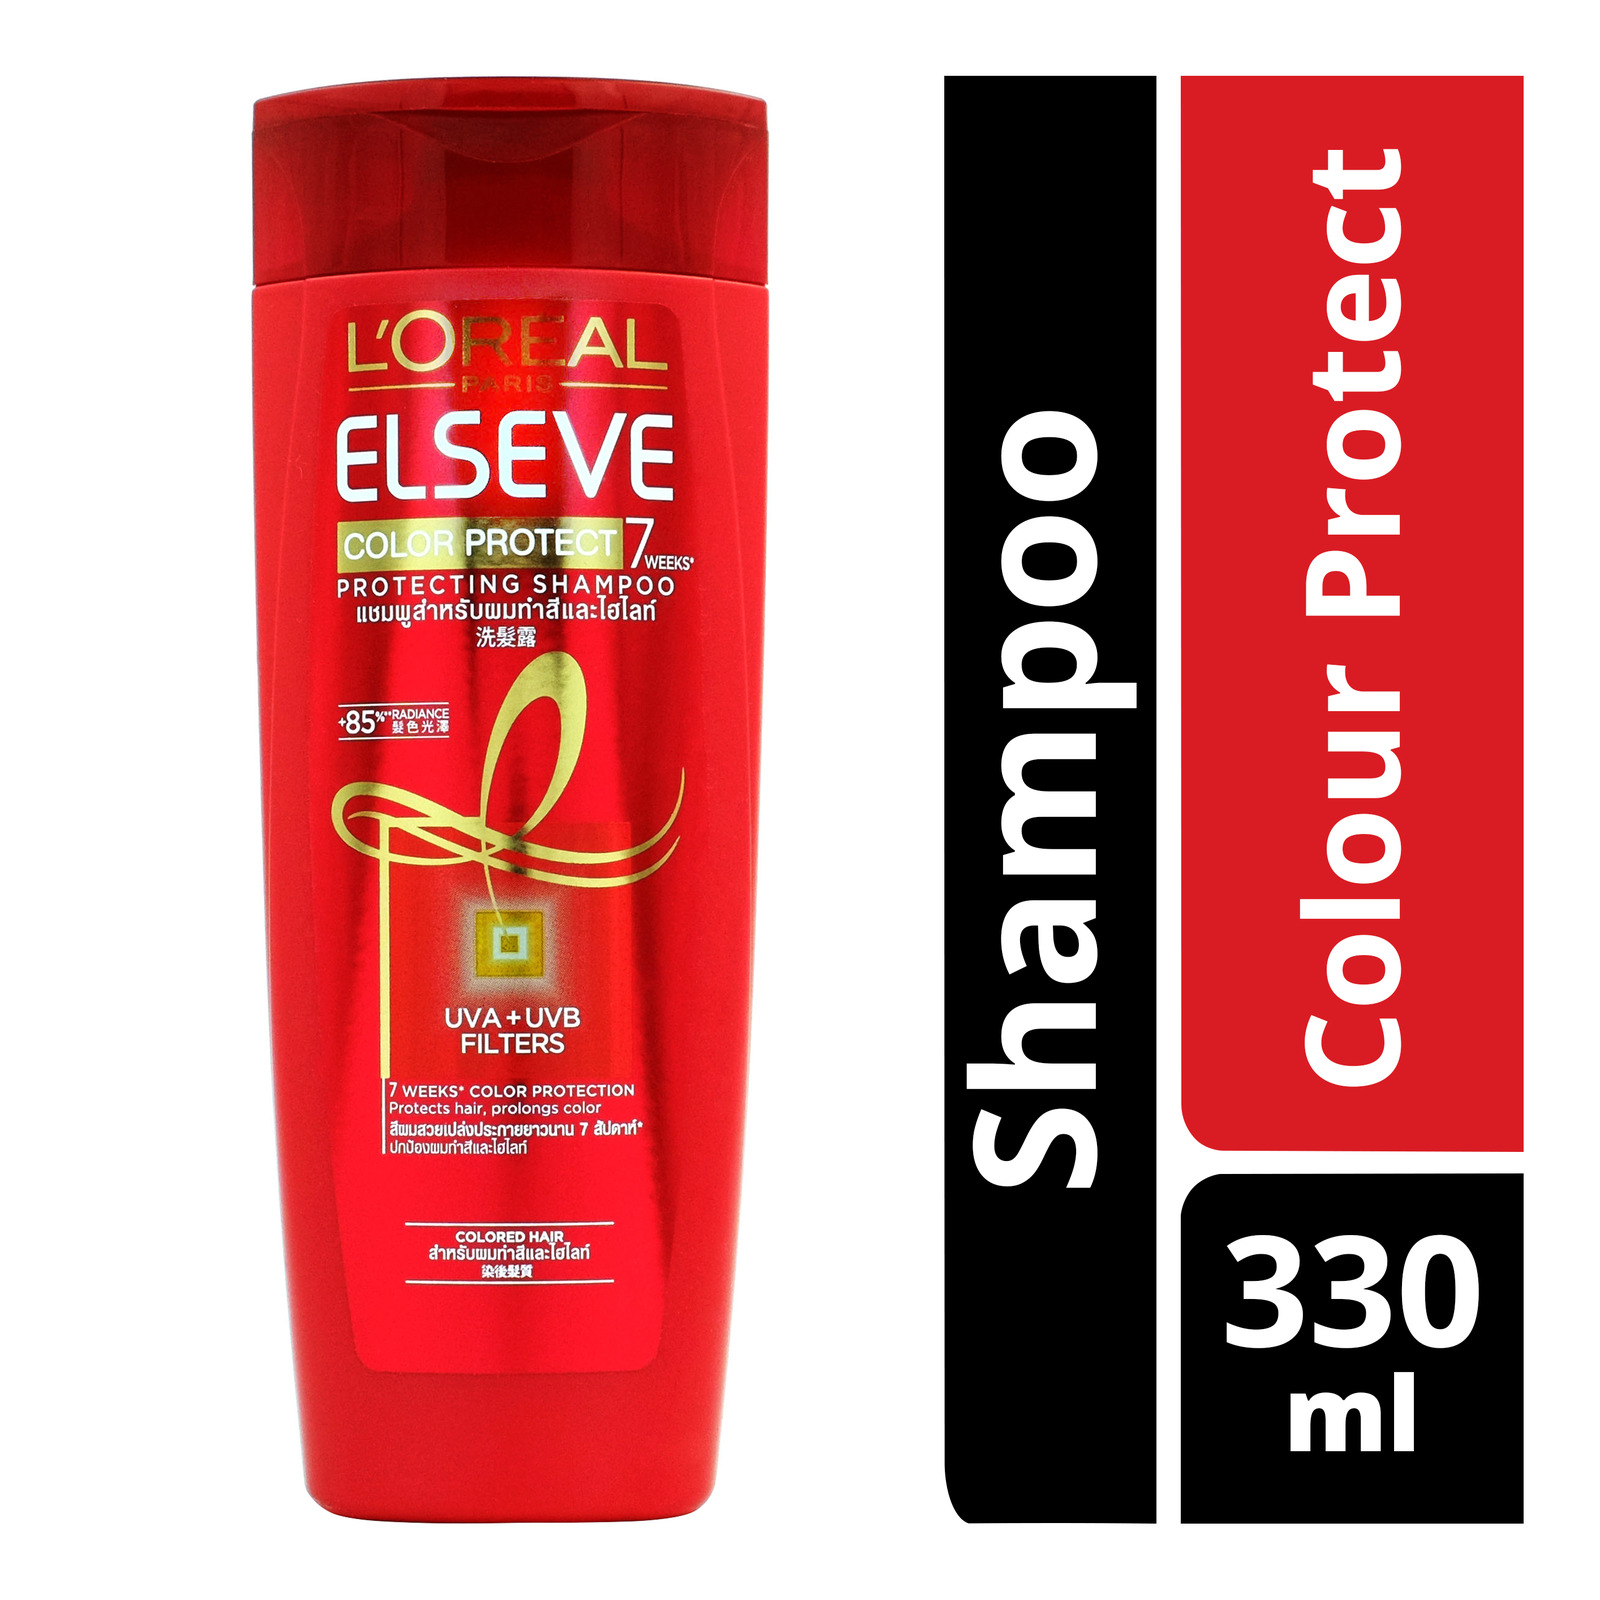 L'ORÉAL
PARIS
ELSEVE
COLOR PROTECT 7 WEEKS*
PROTECTING SHAMPOO
แชมพูสำหรับผมทำสีและไฮไลท์
洗髮露
+85%** RADIANCE
髮色光澤
UVA + UVB
FILTERS
7 WEEKS* COLOR PROTECTION
Protects hair, prolongs color
สีผมสวยเปล่งประกายยาวนาน 7 สัปดาห์*
ปกป้องผมทำสีและไฮไลท์
COLORED HAIR
สำหรับผมทำสีและไฮไลท์
染後髮質
Shampoo
Colour Protect
330
ml